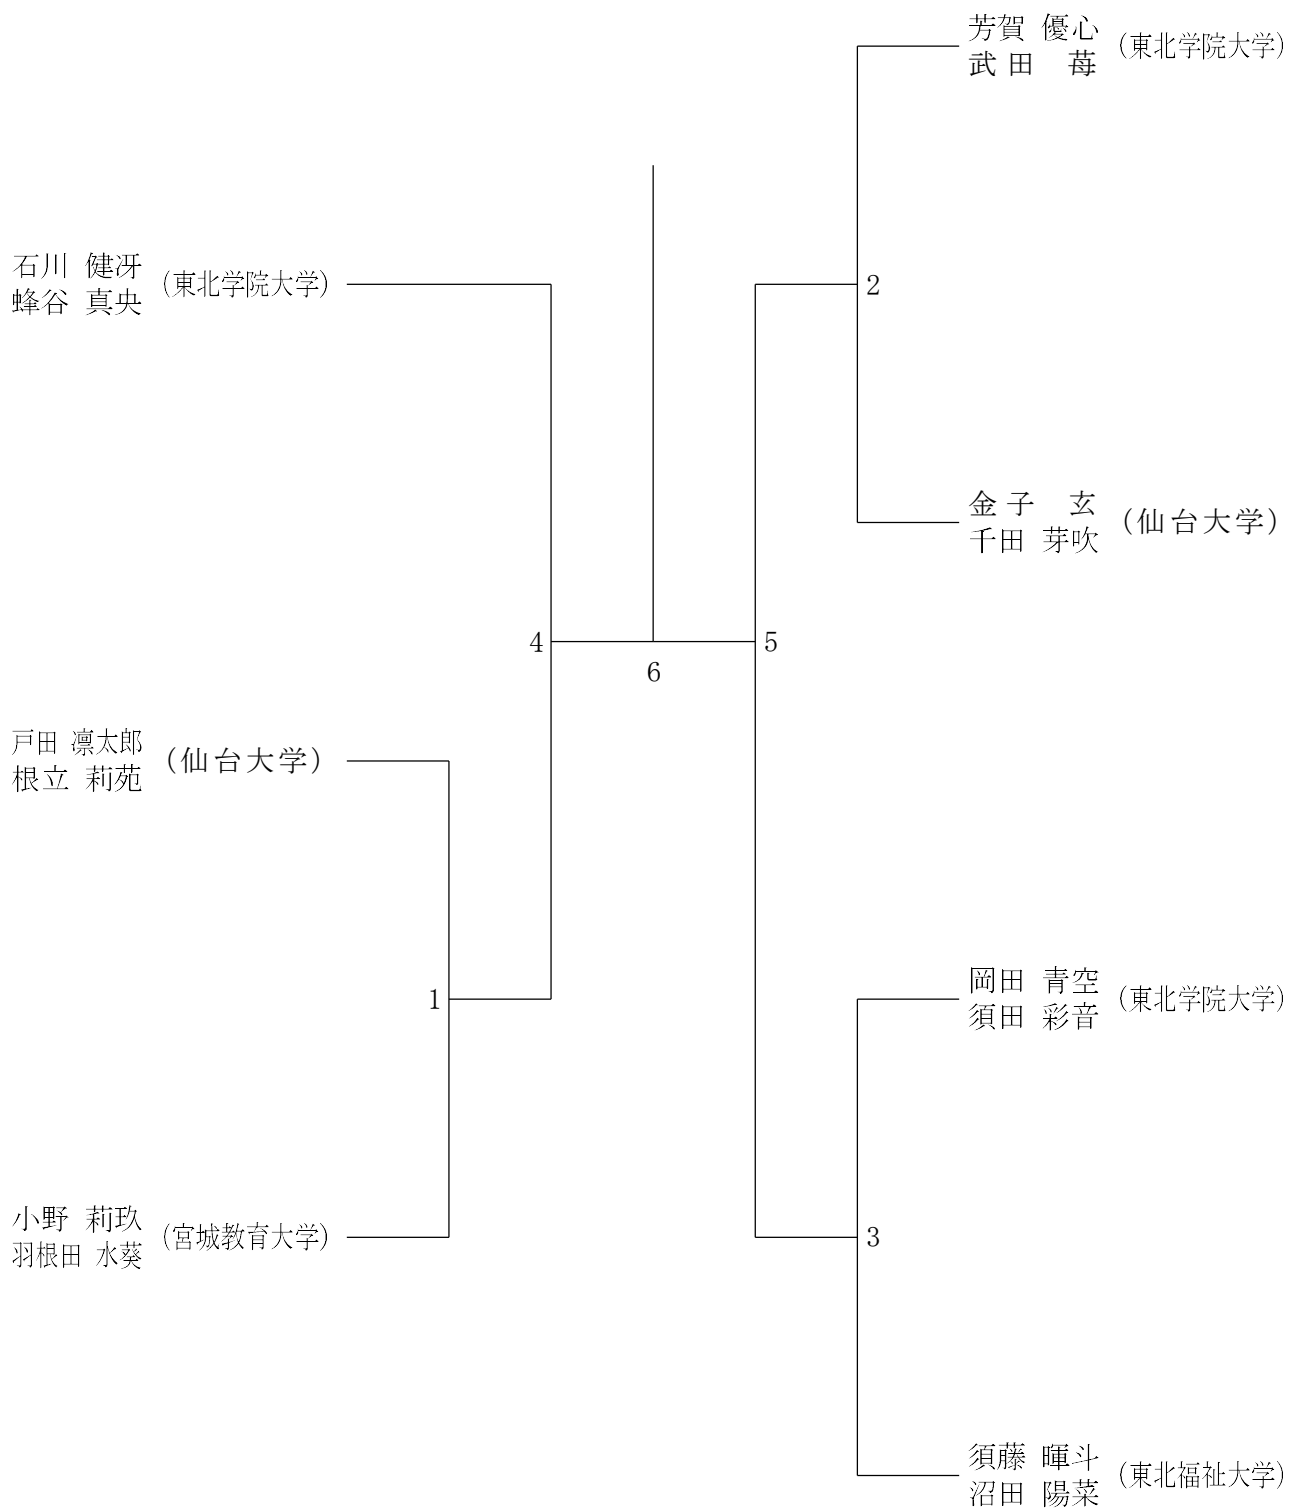 芳賀 優心
武田 苺
(東北学院大学)
石川 健冴
蜂谷 真央
(東北学院大学)
2
金子 玄
千田 芽吹
(仙台大学)
4
5
6
戸田 凛太郎
根立 莉苑
(仙台大学)
1
岡田 青空
須田 彩音
(東北学院大学)
小野 莉玖
羽根田 水葵
(宮城教育大学)
3
須藤 暉斗
沼田 陽菜
(東北福祉大学)